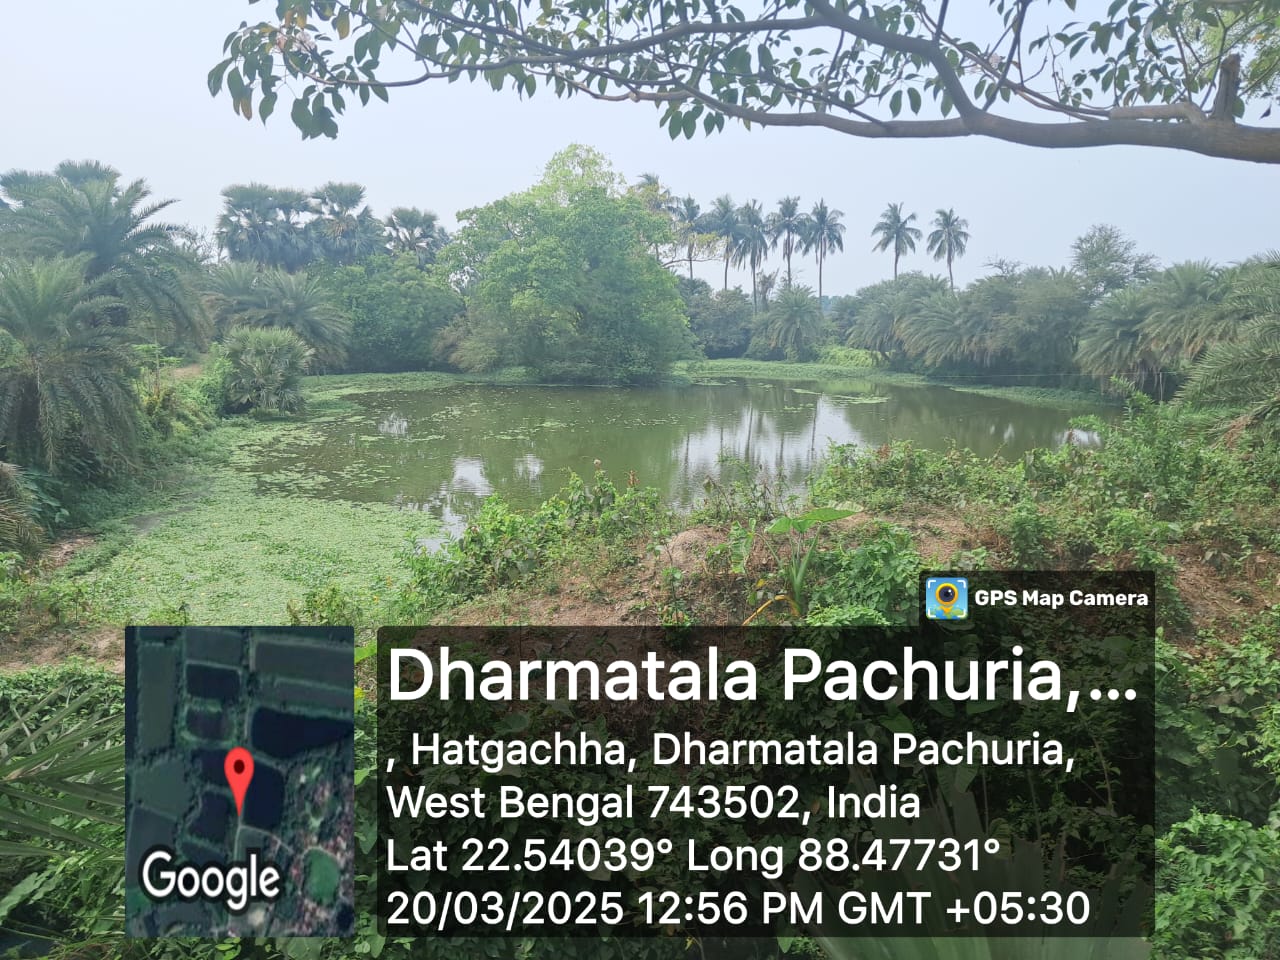 GPS Map Camera
Dharmatala Pachuria,...
, Hatgachha, Dharmatala Pachuria,
West Bengal 743502, India
Lat 22.54039° Long 88.47731°
20/03/2025 12:56 PM GMT +05:30
Google